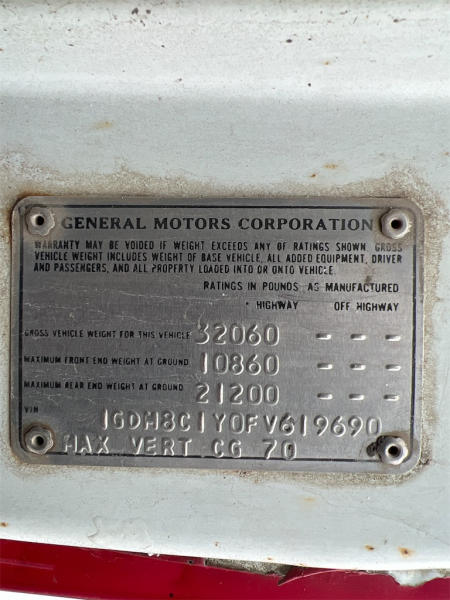 GENERAL MOTORS CORPORATION
WARRANTY MAY BE VOIDED IF WEIGHT EXCEEDS ANY OF RATINGS SHOWN. GROSS
VEHICLE WEIGHT INCLUDES WEIGHT OF BASE VEHICLE, ALL ADDED EQUIPMENT, DRIVER
AND PASSENGERS, AND ALL PROPERTY LOADED INTO OR ONTO VEHICLE.
RATINGS IN POUNDS, AS MANUFACTURED
HIGHWAY OFF HIGHWAY
GROSS VEHICLE WEIGHT FOR THIS VEHICLE 32060 - - -
MAXIMUM FRONT END WEIGHT AT GROUND 10860 - - -
MAXIMUM REAR END WEIGHT AT GROUND 21200 - - -
VIN 1GDM8C1Y0FV619690
MAX VERT CG 70